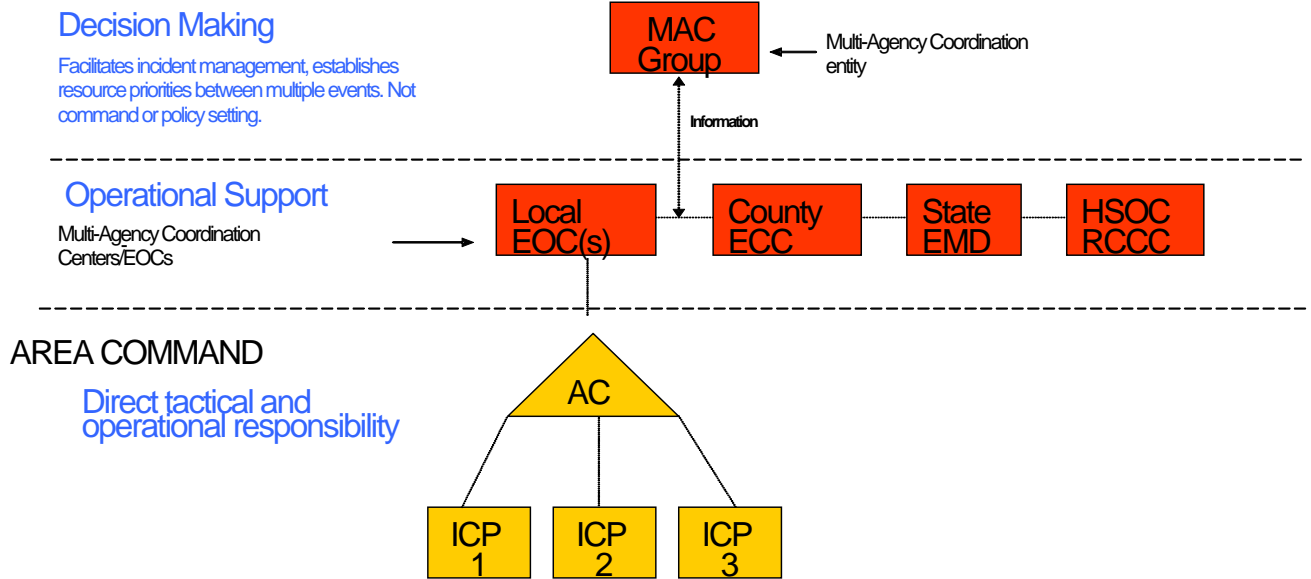 Decision Making
Facilitates incident management, establishes
resource priorities between multiple events. Not
command or policy setting.
MAC
Group
Multi-Agency Coordination
entity
Information
Operational Support
Multi-Agency Coordination
Centers/EOCs
Local
EOC(s)
County
ECC
State
EMD
HSOC
RCCC
AREA COMMAND
Direct tactical and
operational responsibility
AC
ICP
1
ICP
2
ICP
3